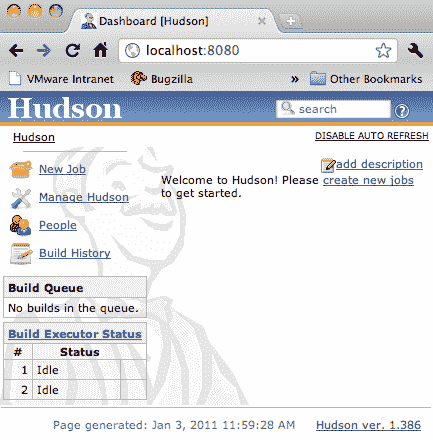 Dashboard [Hudson]
localhost:8080
VMware Intranet Bugzilla » Other Bookmarks
Hudson search ?
Hudson DISABLE AUTO REFRESH
New Job
Manage Hudson
People
Build History
add description
Welcome to Hudson! Please create new jobs
to get started.
Build Queue
No builds in the queue.
Build Executor Status
# Status
1 Idle
2 Idle
Page generated: Jan 3, 2011 11:59:28 AM Hudson ver. 1.386